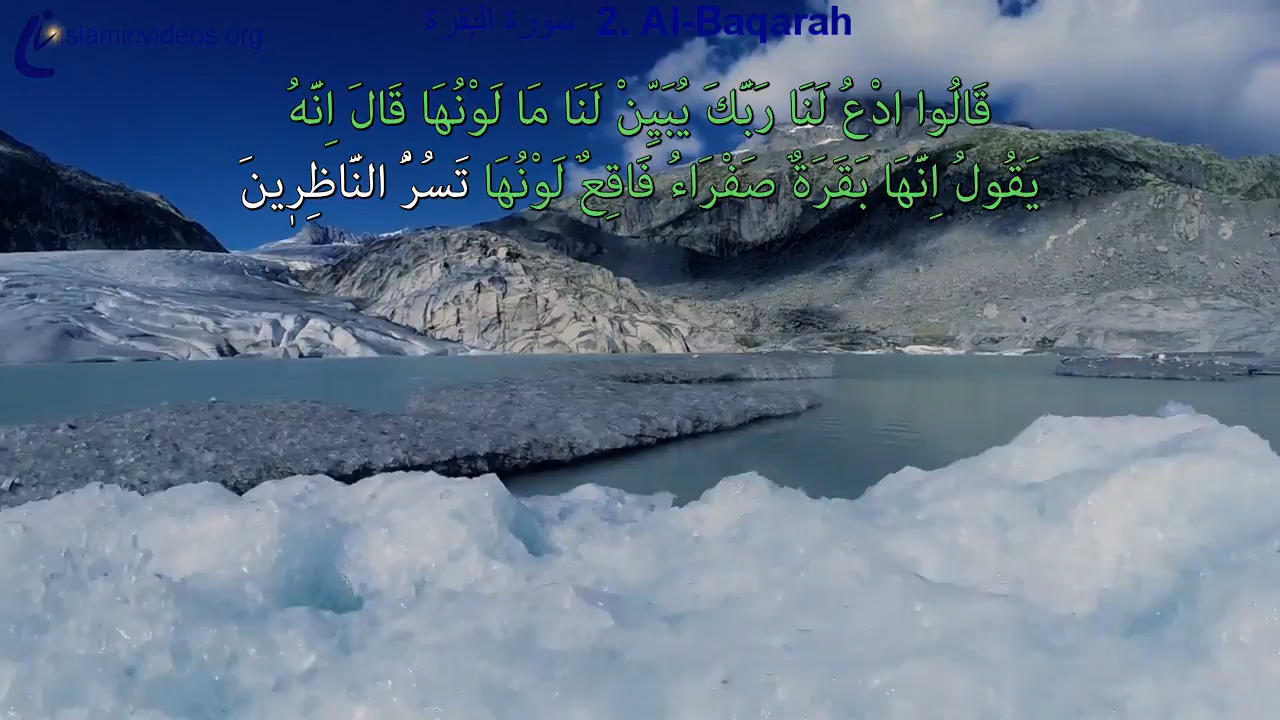 islamicvideos.org
سورة البقرة 2. Al-Baqarah
قَالُوا ادْعُ لَنَا رَبَّكَ يُبَيِّنْ لَنَا مَا لَوْنُهَا قَالَ اِنَّهُ
يَقُولُ اِنَّهَا بَقَرَةٌ صَفْرَاءُ فَاقِعٌ لَوْنُهَا تَسُرُّ النَّاظِرِينَ